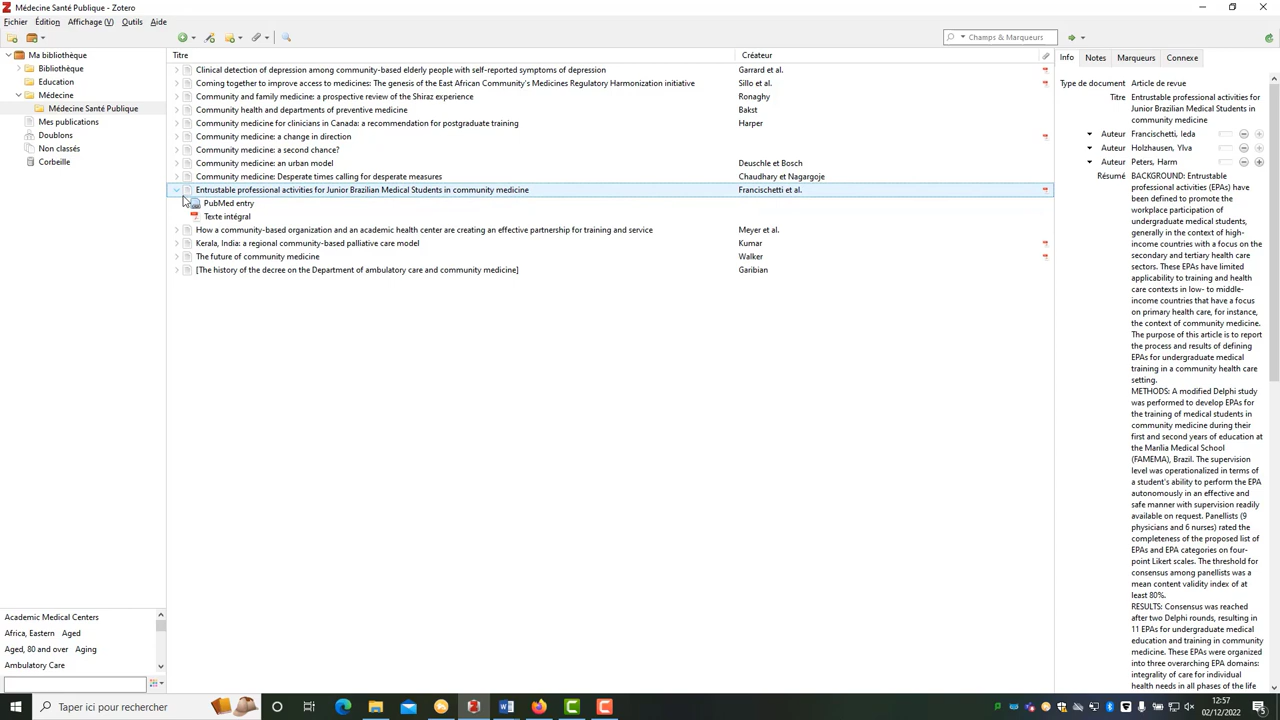 Médecine Santé Publique - Zotero
Fichier Édition Affichage (V) Outils Aide
Champs & Marqueurs
Ma bibliothèque
Bibliothèque
Education
Médecine
Médecine Santé Publique
Mes publications
Doublons
Non classés
Corbeille
Titre Créateur
Clinical detection of depression among community-based elderly people with self-reported symptoms of depression Garrard et al.
Coming together to improve access to medicines: The genesis of the East African Community's Medicines Regulatory Harmonization initiative Sillo et al.
Community and family medicine: a prospective review of the Shiraz experience Ronaghy
Community health and departments of preventive medicine Bakst
Community medicine for clinicians in Canada: a recommendation for postgraduate training Harper
Community medicine: a change in direction
Community medicine: a second chance?
Community medicine: an urban model Deuschle et Bosch
Community medicine: Desperate times calling for desperate measures Chaudhary et Nagargoje
Entrustable professional activities for Junior Brazilian Medical Students in community medicine Francischetti et al.
PubMed entry
Texte intégral
How a community-based organization and an academic health center are creating an effective partnership for training and service Meyer et al.
Kerala, India: a regional community-based palliative care model Kumar
The future of community medicine Walker
[The history of the decree on the Department of ambulatory care and community medicine] Garibian
Info Notes Marqueurs Connexe
Type de document Article de revue
Titre Entrustable professional activities for
Junior Brazilian Medical Students in
community medicine
Auteur Francischetti, Ieda
Auteur Holzhausen, Ylva
Auteur Peters, Harm
Résumé BACKGROUND: Entrustable
professional activities (EPAs) have
been defined to promote the
workplace participation of
undergraduate medical students,
generally in the context of high-
income countries with a focus on the
secondary and tertiary health care
sectors. These EPAs have limited
applicability to training and health
care contexts in low- to middle-
income countries that have a focus
on primary health care, for instance,
the context of community medicine.
The purpose of this article is to report
the process and results of defining
EPAs for undergraduate medical
training in a community health care
setting.
METHODS: A modified Delphi study
was performed to develop EPAs for
the training of medical students in
community medicine during their
first and second years of education at
the Marília Medical School
(FAMEMA), Brazil. The supervision
level was operationalized in terms of
a student's ability to perform the EPA
autonomously in an effective and
safe manner with supervision readily
available on request. Panellists (9
physicians and 6 nurses) rated the
completeness of the proposed list of
EPAs and EPA categories on four-
point Likert scales. The threshold for
consensus among panellists was a
mean content validity index of at
least 80%.
RESULTS: Consensus was reached
after two Delphi rounds, resulting in
11 EPAs for undergraduate medical
education and training in community
medicine. These EPAs were organized
into three overarching EPA domains:
integrality of care for individual
health needs in all phases of the life
Academic Medical Centers
Africa, Eastern Aged
Aged, 80 and over Aging
Ambulatory Care
Taper ici pour rechercher
12:57
02/12/2022